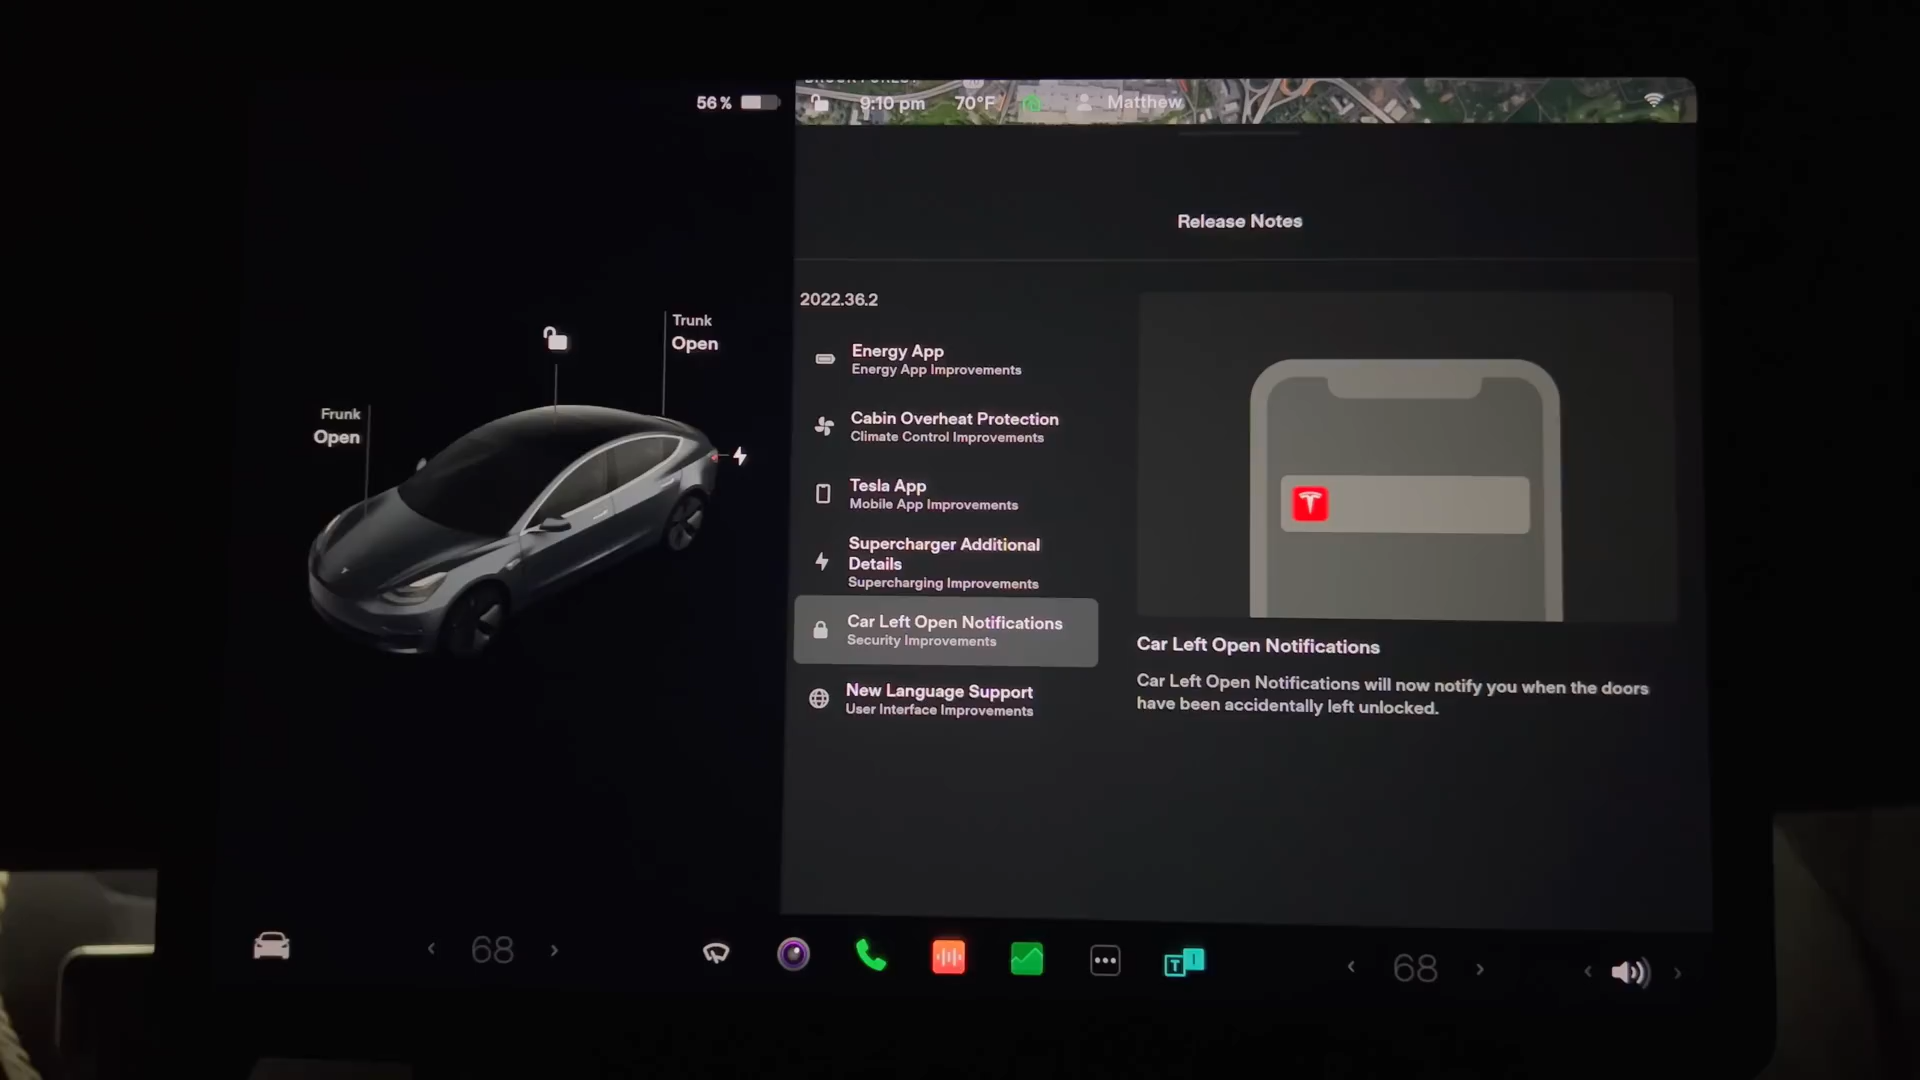 56 %
9:10 pm 70°F Matthew
Release Notes
Trunk
Open
Frunk
Open
2022.36.2
Energy App
Energy App Improvements
Cabin Overheat Protection
Climate Control Improvements
Tesla App
Mobile App Improvements
Supercharger Additional
Details
Supercharging Improvements
Car Left Open Notifications
Security Improvements
New Language Support
User Interface Improvements
Car Left Open Notifications
Car Left Open Notifications will now notify you when the doors
have been accidentally left unlocked.
68
T
68